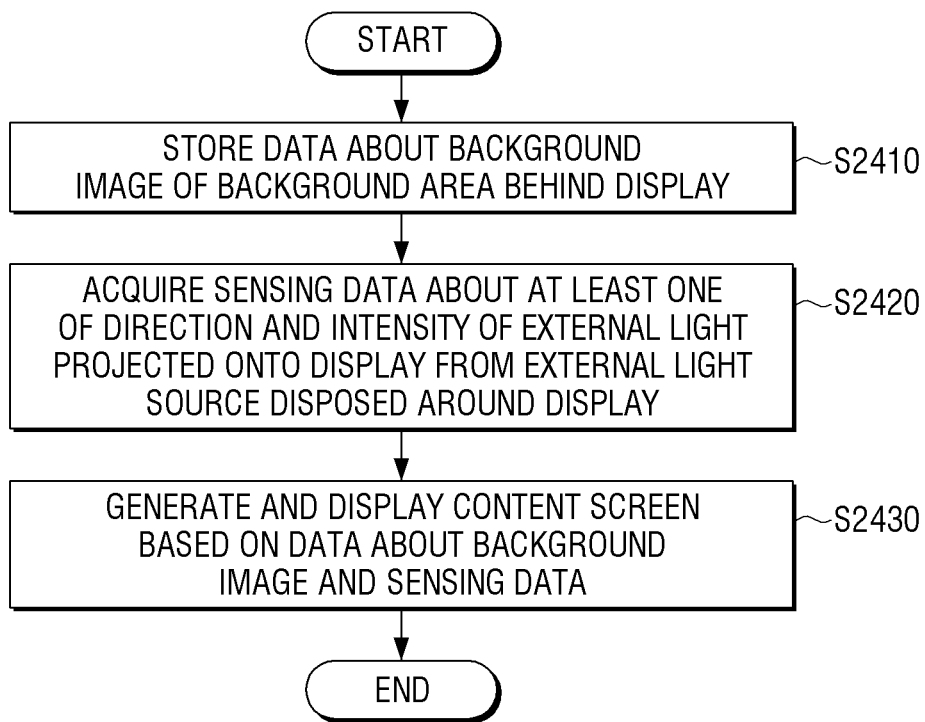 START
STORE DATA ABOUT BACKGROUND
IMAGE OF BACKGROUND AREA BEHIND DISPLAY
S2410
ACQUIRE SENSING DATA ABOUT AT LEAST ONE
OF DIRECTION AND INTENSITY OF EXTERNAL LIGHT
PROJECTED ONTO DISPLAY FROM EXTERNAL LIGHT
SOURCE DISPOSED AROUND DISPLAY
S2420
GENERATE AND DISPLAY CONTENT SCREEN
BASED ON DATA ABOUT BACKGROUND
IMAGE AND SENSING DATA
S2430
END